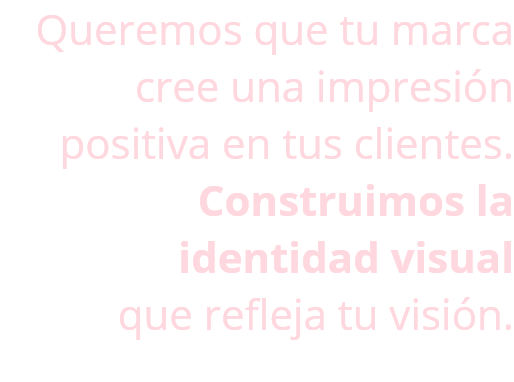 Queremos que tu marca
cree una impresión
positiva en tus clientes.
Construimos la
identidad visual
que refleja tu visión.